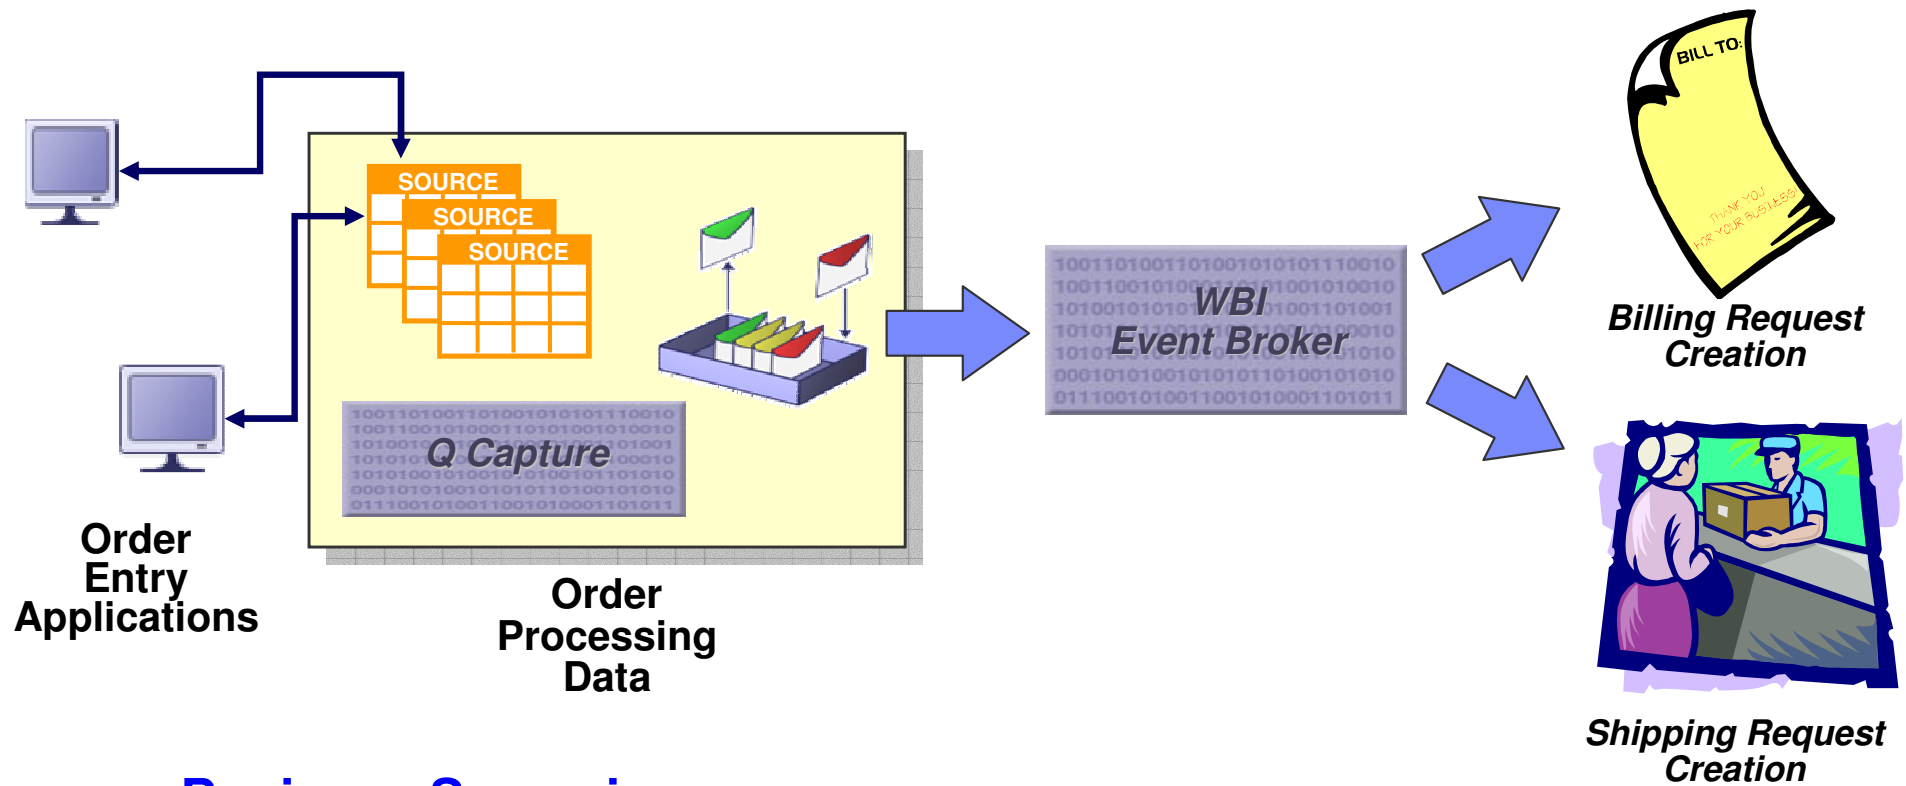 BILL TO:
THANK YOU
FOR YOUR BUSINESS!
SOURCE
SOURCE
SOURCE
1001101001101001010101110010
WBI
Event Broker
Q Capture
Billing Request
Creation
Order
Entry
Applications
Order
Processing
Data
Shipping Request
Creation